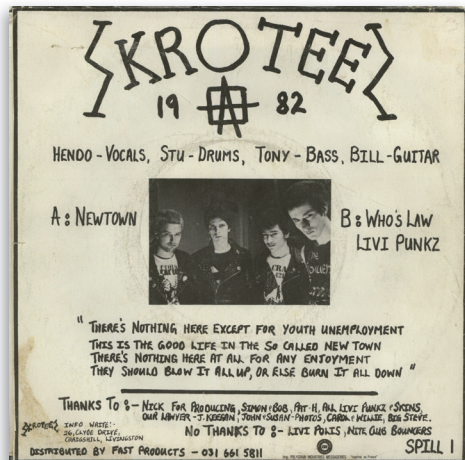 SKROTEEZ
19 82
HENDO - VOCALS, STU - DRUMS, TONY - BASS, BILL - GUITAR
A: NEWTOWN
B: WHO'S LAW
LIVI PUNKZ
"THERE'S NOTHING HERE EXCEPT FOR YOUTH UNEMPLOYMENT
THIS IS THE GOOD LIFE IN THE SO CALLED NEW TOWN
THERE'S NOTHING HERE AT ALL FOR ANY ENJOYMENT
THEY SHOULD BLOW IT ALL UP, OR ELSE BURN IT ALL DOWN"
THANKS TO :- NICK FOR PRODUCING, SIMON & BOB, PAT-H, ALL LIVI PUNKZ & SKINS,
OUR LAWYER - J. KEEGAN, JOHN & SUSAN - PHOTOS, CAROL & WILLIE, BIG STEVE.
NO THANKS TO :- LIVI POLIS, NITE CLUB BOUNCERS
SKROTEEZ INFO WRITE:-
26, CLYDE DRIVE,
CRAIGSHILL, LIVINGSTON
DISTRIBUTED BY FAST PRODUCTS - 031 661 5811
SPILL 1